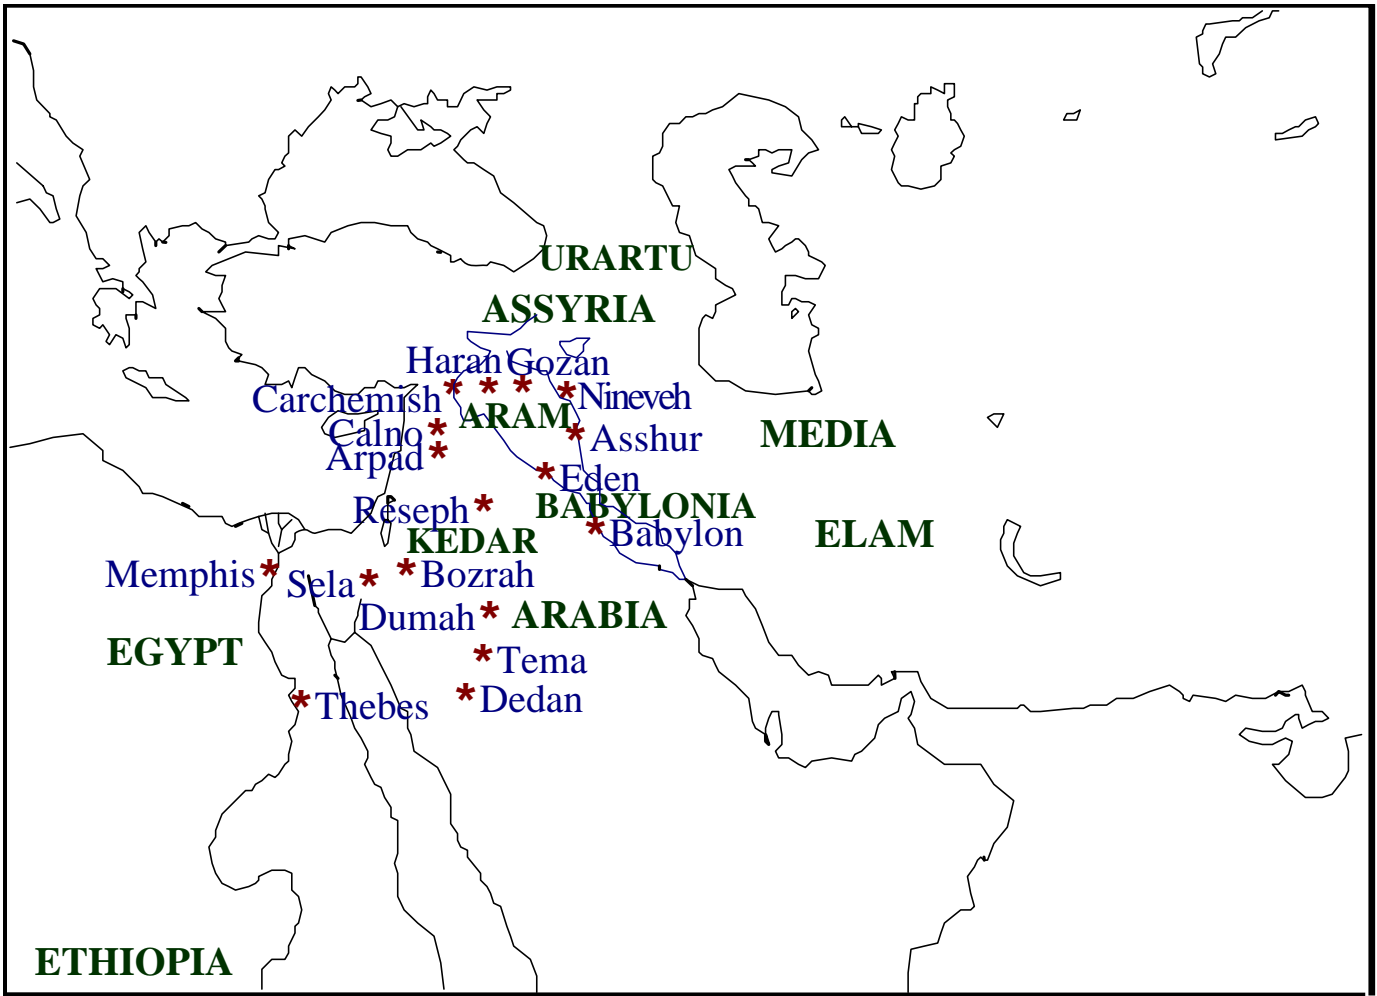 URARTU
ASSYRIA
Haran Gozan
Carchemish
Nineveh
ARAM
Calno
Asshur
MEDIA
Arpad
Eden
Reseph
BABYLONIA
Babylon
ELAM
KEDAR
Memphis
Sela
Bozrah
Dumah
ARABIA
EGYPT
Tema
Dedan
Thebes
ETHIOPIA